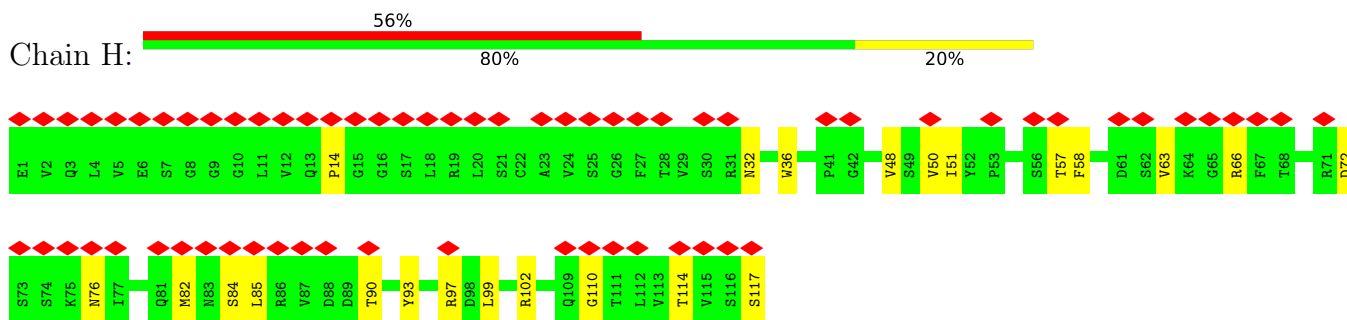 56%
Chain H:
80% 20%
E1 V2 Q3 L4 V5 E6 S7 G8 G9 G10 L11 V12 Q13 P14 G15 G16 S17 L18 R19 L20 S21 C22 A23 V24 S25 G26 F27 T28 V29 S30 R31 N32 W36 P41 G42 V48 S49 V50 I51 Y52 P53 S56 T57 F58 D61 S62 V63 K64 G65 R66 F67 T68 R71 D72
S73 S74 K75 N76 I77 Q81 M82 N83 S84 L85 R86 V87 D88 D89 T90 Y93 R97 D98 L99 R102 Q109 G110 T111 L112 V113 T114 V115 S116 S117